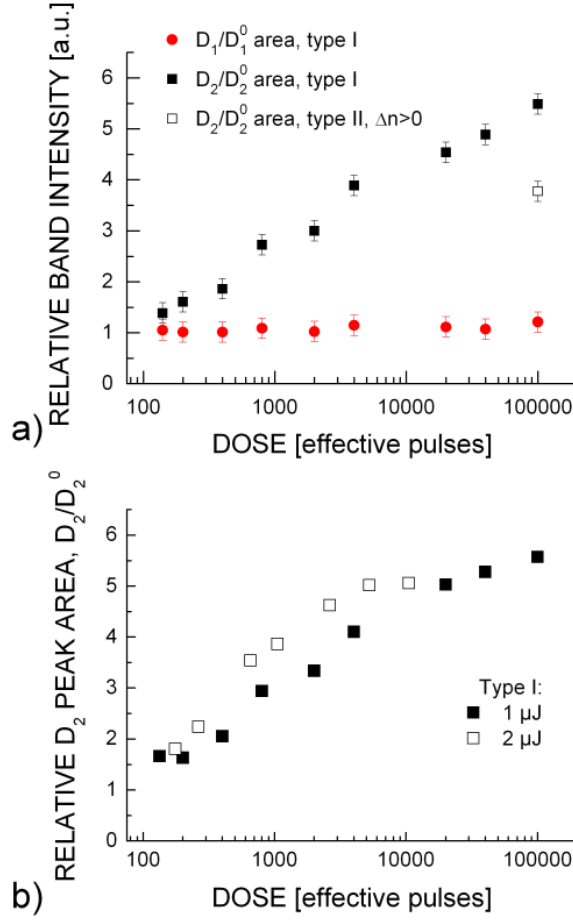 D₁/D₁⁰ area, type I
D₂/D₂⁰ area, type I
D₂/D₂⁰ area, type II, Δn>0
RELATIVE BAND INTENSITY [a.u.]
6
5
4
3
2
1
0
100 1000 10000 100000
DOSE [effective pulses]
a)
RELATIVE D₂ PEAK AREA, D₂/D₂⁰
6
5
4
3
2
1
0
Type I:
1 µJ
2 µJ
100 1000 10000 100000
DOSE [effective pulses]
b)